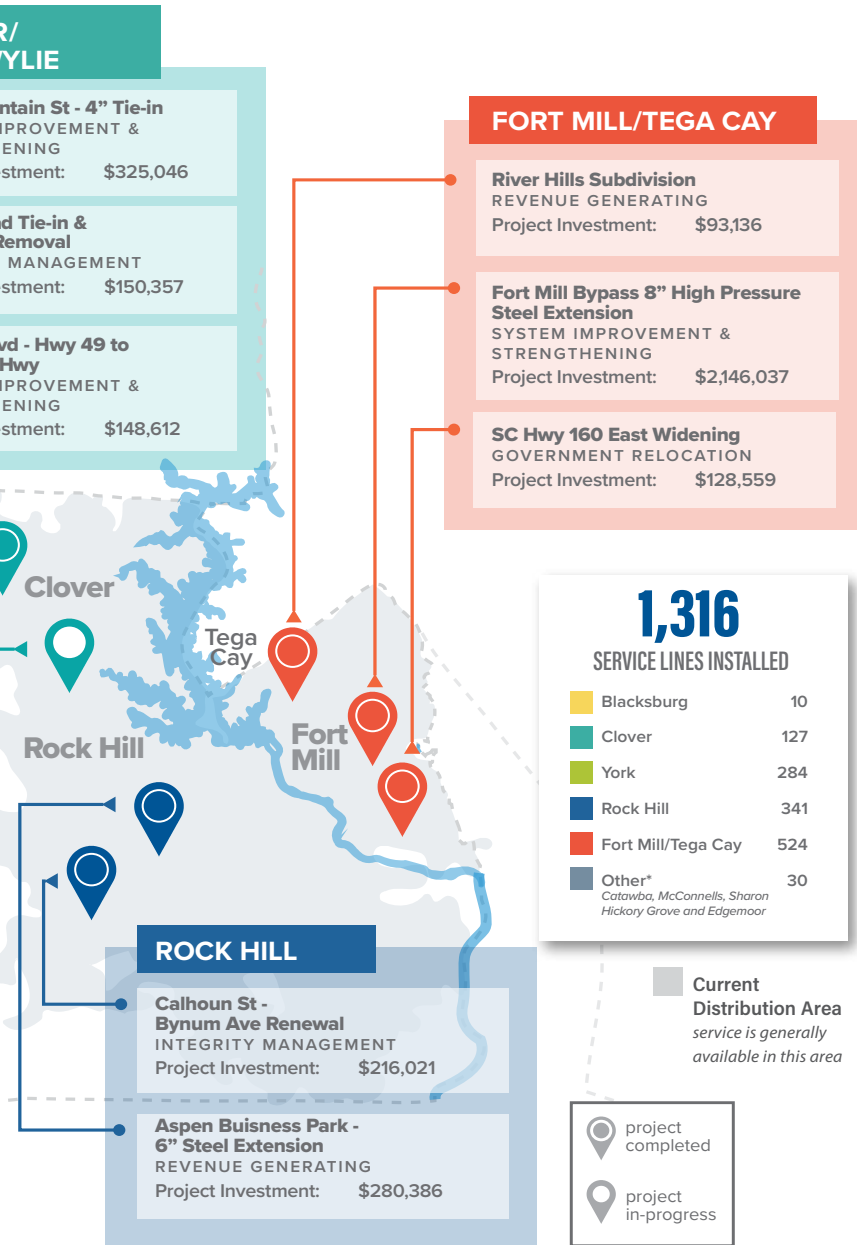 R/
WYLIE
ntain St - 4” Tie-in
MPROVEMENT &
ENING
stment: $325,046
d Tie-in &
Removal
MANAGEMENT
stment: $150,357
vd - Hwy 49 to
Hwy
MPROVEMENT &
ENING
stment: $148,612
FORT MILL/TEGA CAY
River Hills Subdivision
REVENUE GENERATING
Project Investment: $93,136
Fort Mill Bypass 8” High Pressure
Steel Extension
SYSTEM IMPROVEMENT &
STRENGTHENING
Project Investment: $2,146,037
SC Hwy 160 East Widening
GOVERNMENT RELOCATION
Project Investment: $128,559
Clover
Tega
Cay
Rock Hill
Fort
Mill
1,316
SERVICE LINES INSTALLED
Blacksburg 10
Clover 127
York 284
Rock Hill 341
Fort Mill/Tega Cay 524
Other* 30
Catawba, McConnells, Sharon
Hickory Grove and Edgemoor
ROCK HILL
Calhoun St -
Bynum Ave Renewal
INTEGRITY MANAGEMENT
Project Investment: $216,021
Aspen Buisness Park -
6” Steel Extension
REVENUE GENERATING
Project Investment: $280,386
Current
Distribution Area
service is generally
available in this area
project
completed
project
in-progress